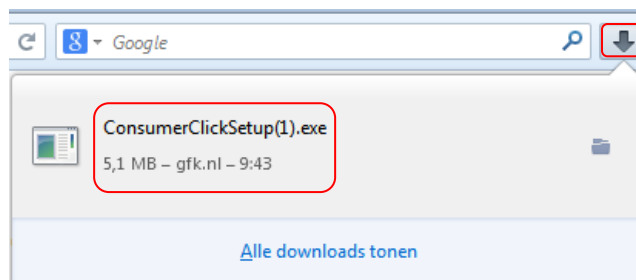 Google
ConsumerClickSetup(1).exe
5,1 MB – gfk.nl – 9:43
Alle downloads tonen